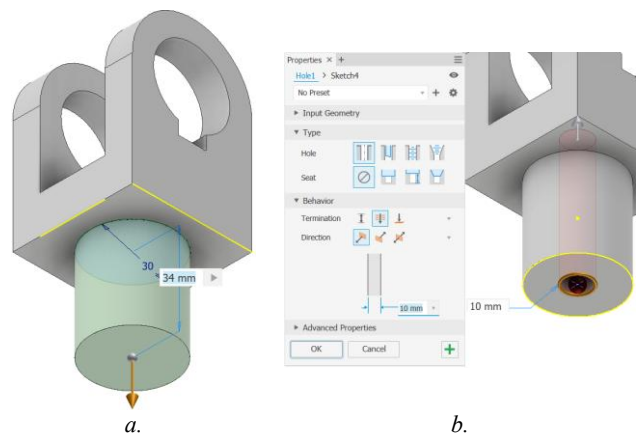 30
34 mm
Properties × +
Hole1 > Sketch4
No Preset
Input Geometry
Type
Hole
Seat
Behavior
Termination
Direction
10 mm
Advanced Properties
OK Cancel
10 mm
a. b.